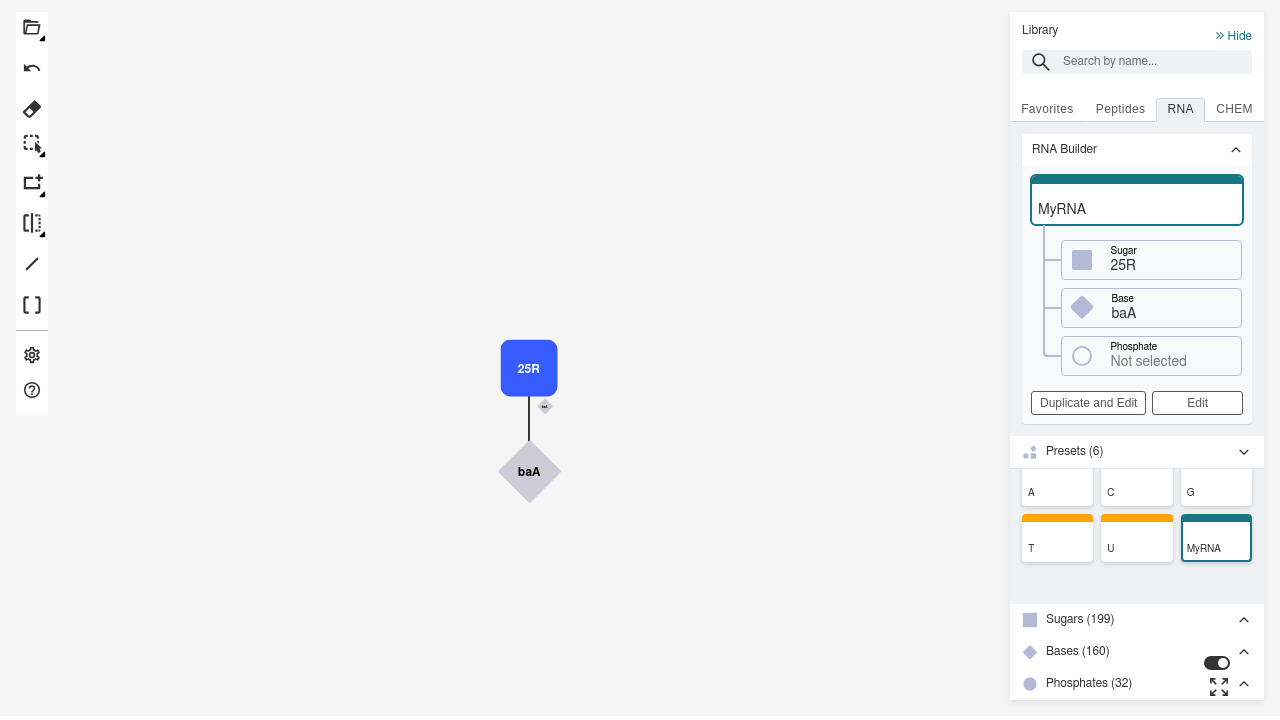 Library
Hide
Search by name...
Favorites
Peptides
RNA
CHEM
RNA Builder
MyRNA
Sugar
25R
Base
baA
Phosphate
Not selected
Duplicate and Edit
Edit
Presets (6)
A
C
G
T
U
MyRNA
Sugars (199)
Bases (160)
Phosphates (32)
25R
baA